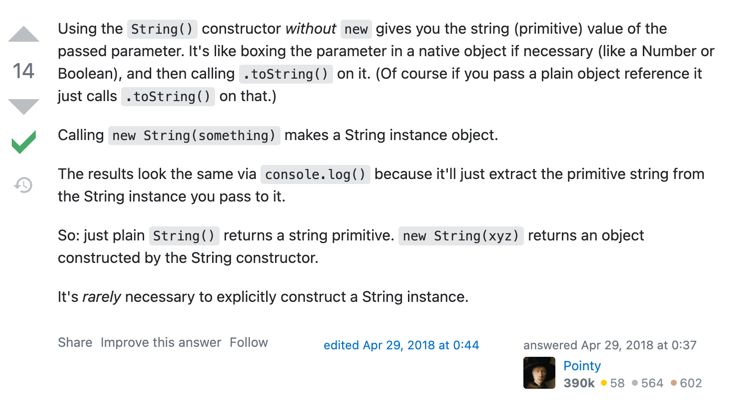 Using the String() constructor without new gives you the string (primitive) value of the
passed parameter. It's like boxing the parameter in a native object if necessary (like a Number or
Boolean), and then calling .toString() on it. (Of course if you pass a plain object reference it
just calls .toString() on that.)
14
Calling new String(something) makes a String instance object.
The results look the same via console.log() because it'll just extract the primitive string from
the String instance you pass to it.
So: just plain String() returns a string primitive. new String(xyz) returns an object
constructed by the String constructor.
It's rarely necessary to explicitly construct a String instance.
Share Improve this answer Follow
edited Apr 29, 2018 at 0:44
answered Apr 29, 2018 at 0:37
Pointy
390k 58 564 602